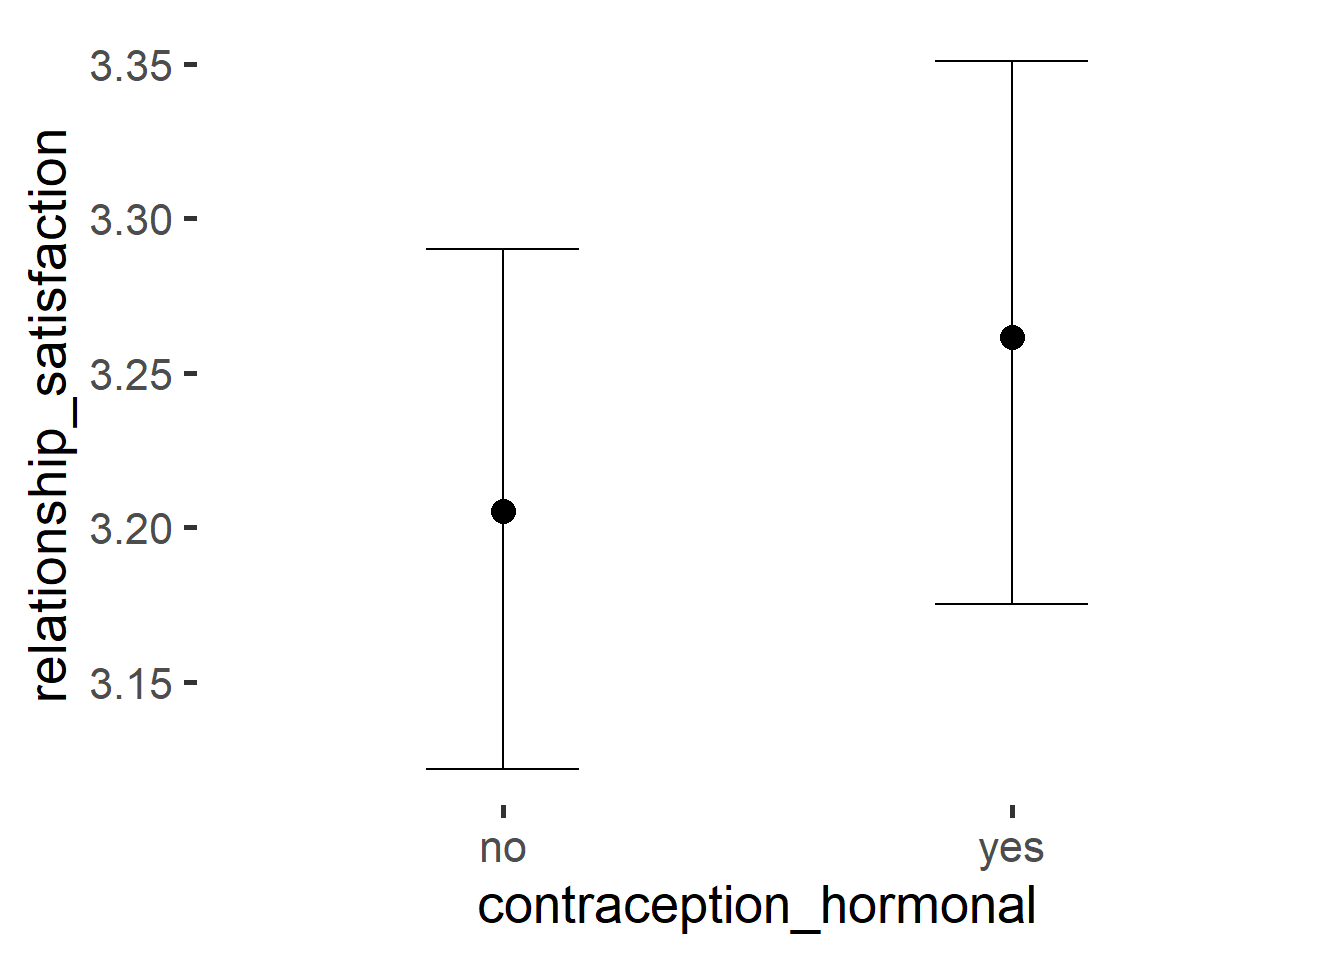 relationship_satisfaction
3.35
3.30
3.25
3.20
3.15
no
yes
contraception_hormonal